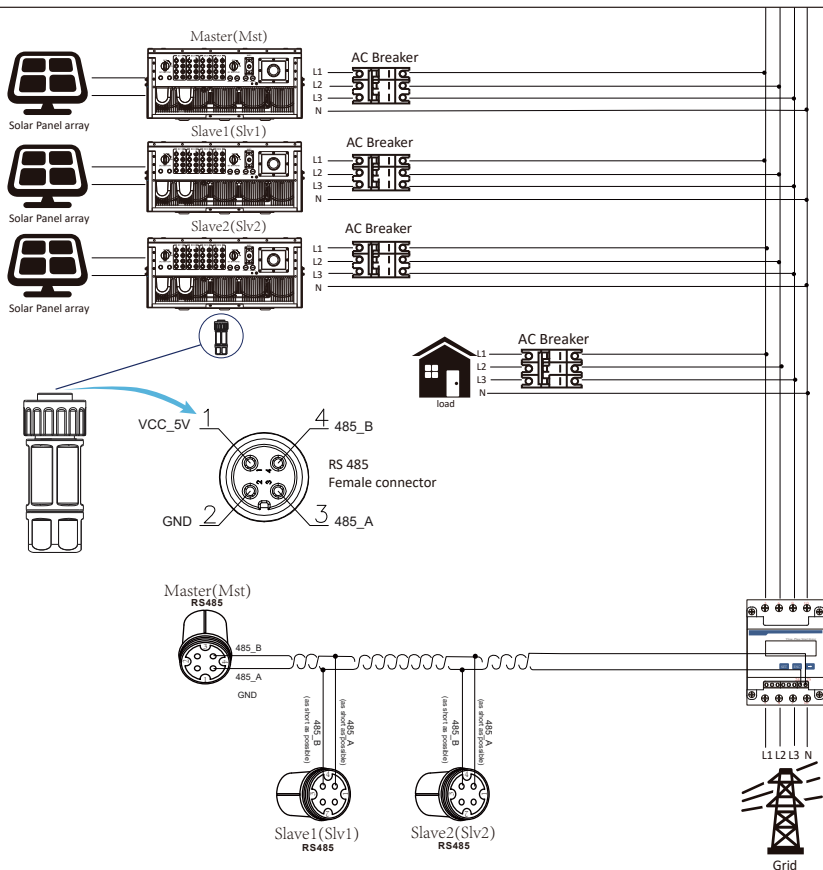 Master(Mst)
AC Breaker
L1
L2
L3
N
Solar Panel array
Slave1(Slv1)
AC Breaker
L1
L2
L3
N
Solar Panel array
Slave2(Slv2)
AC Breaker
L1
L2
L3
N
Solar Panel array
AC Breaker
L1
L2
L3
N
load
VCC_5V
1
4
485_B
1
4
2
3
RS 485
Female connector
GND
2
3
485_A
Master(Mst)
RS485
485_B
485_A
GND
485_B
(as short as possible)
485_A
(as short as possible)
485_B
(as short as possible)
485_A
(as short as possible)
Slave1(Slv1)
RS485
Slave2(Slv2)
RS485
L1 L2 L3 N
Grid